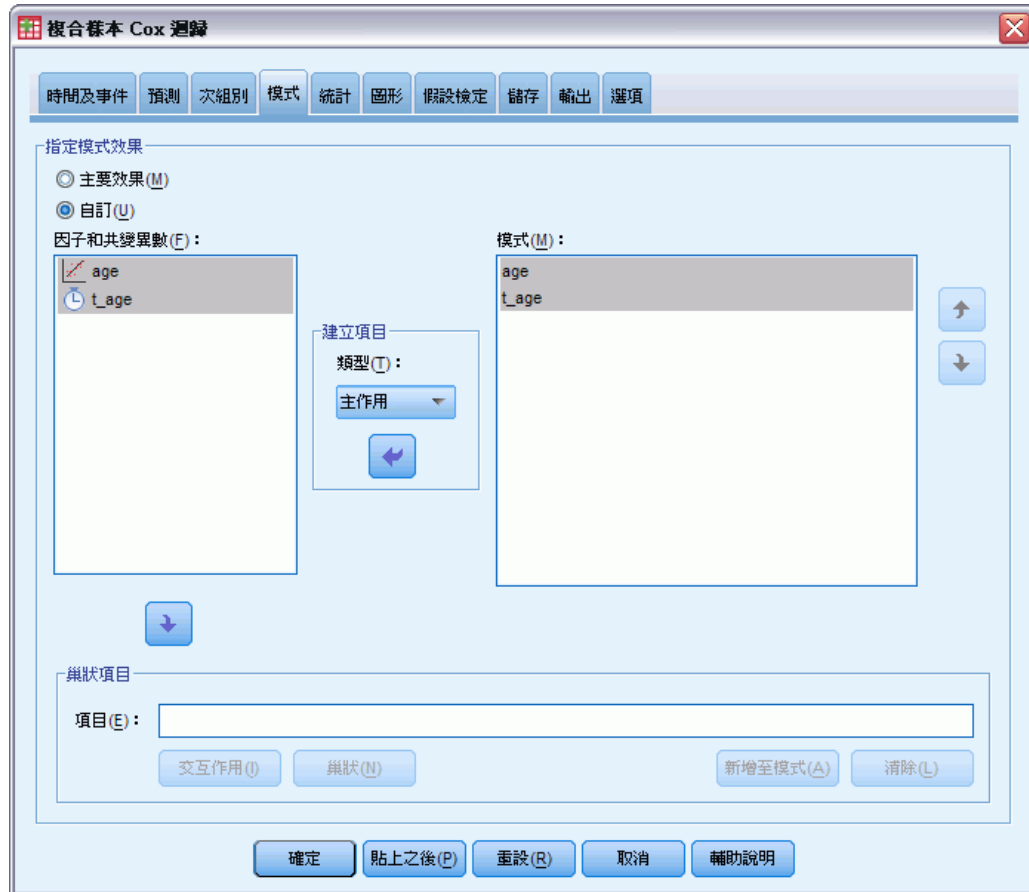 複合樣本 Cox 迴歸
時間及事件 預測 次組別 模式 統計 圖形 假設檢定 儲存 輸出 選項
指定模式效果
主要效果(M)
自訂(U)
因子和共變異數(F)：
age
t_age
建立項目
類型(T)：
主作用
模式(M)：
age
t_age
巢狀項目
項目(E)：
交互作用(I) 巢狀(N) 新增至模式(A) 清除(L)
確定 貼上之後(P) 重設(R) 取消 輔助說明